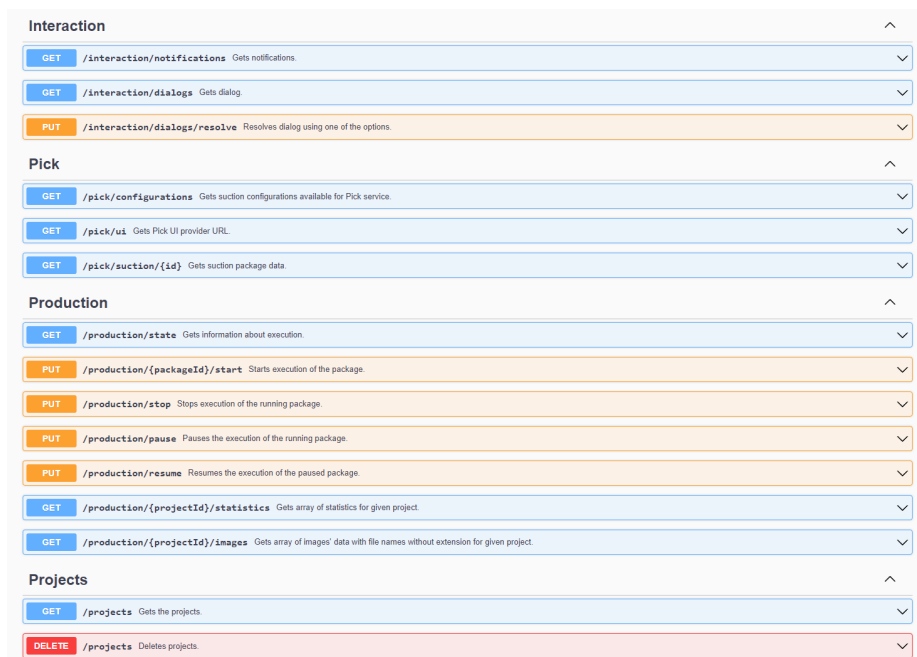 Interaction
GET /interaction/notifications Gets notifications.
GET /interaction/dialogs Gets dialog.
PUT /interaction/dialogs/resolve Resolves dialog using one of the options.
Pick
GET /pick/configurations Gets suction configurations available for Pick service.
GET /pick/ui Gets Pick UI provider URL.
GET /pick/suction/{id} Gets suction package data.
Production
GET /production/state Gets information about execution.
PUT /production/{packageId}/start Starts execution of the package.
PUT /production/stop Stops execution of the running package.
PUT /production/pause Pauses the execution of the running package.
PUT /production/resume Resumes the execution of the paused package.
GET /production/{projectId}/statistics Gets array of statistics for given project.
GET /production/{projectId}/images Gets array of images' data with file names without extension for given project.
Projects
GET /projects Gets the projects.
DELETE /projects Deletes projects.